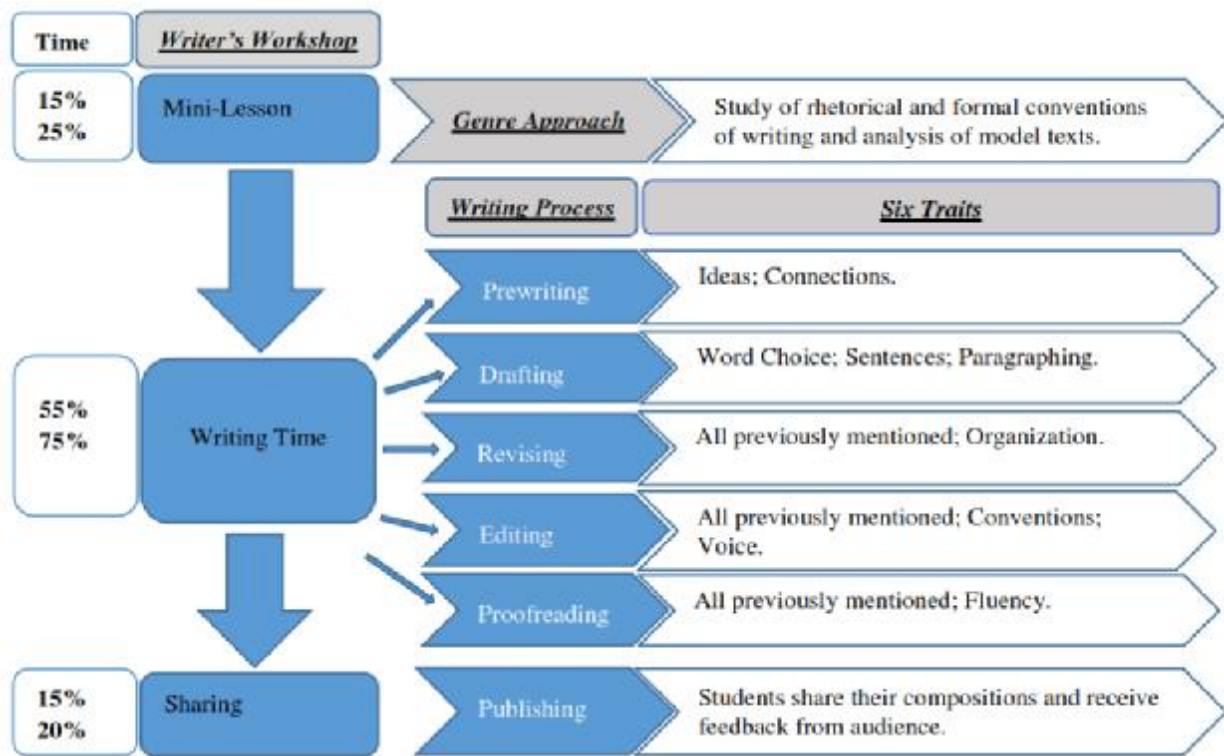 Time
Writer's Workshop
15%
25%
Mini-Lesson
Genre Approach
Study of rhetorical and formal conventions
of writing and analysis of model texts.
Writing Process
Six Traits
Prewriting
Ideas; Connections.
Drafting
Word Choice; Sentences; Paragraphing.
55%
75%
Writing Time
Revising
All previously mentioned; Organization.
Editing
All previously mentioned; Conventions;
Voice.
Proofreading
All previously mentioned; Fluency.
15%
20%
Sharing
Publishing
Students share their compositions and receive
feedback from audience.